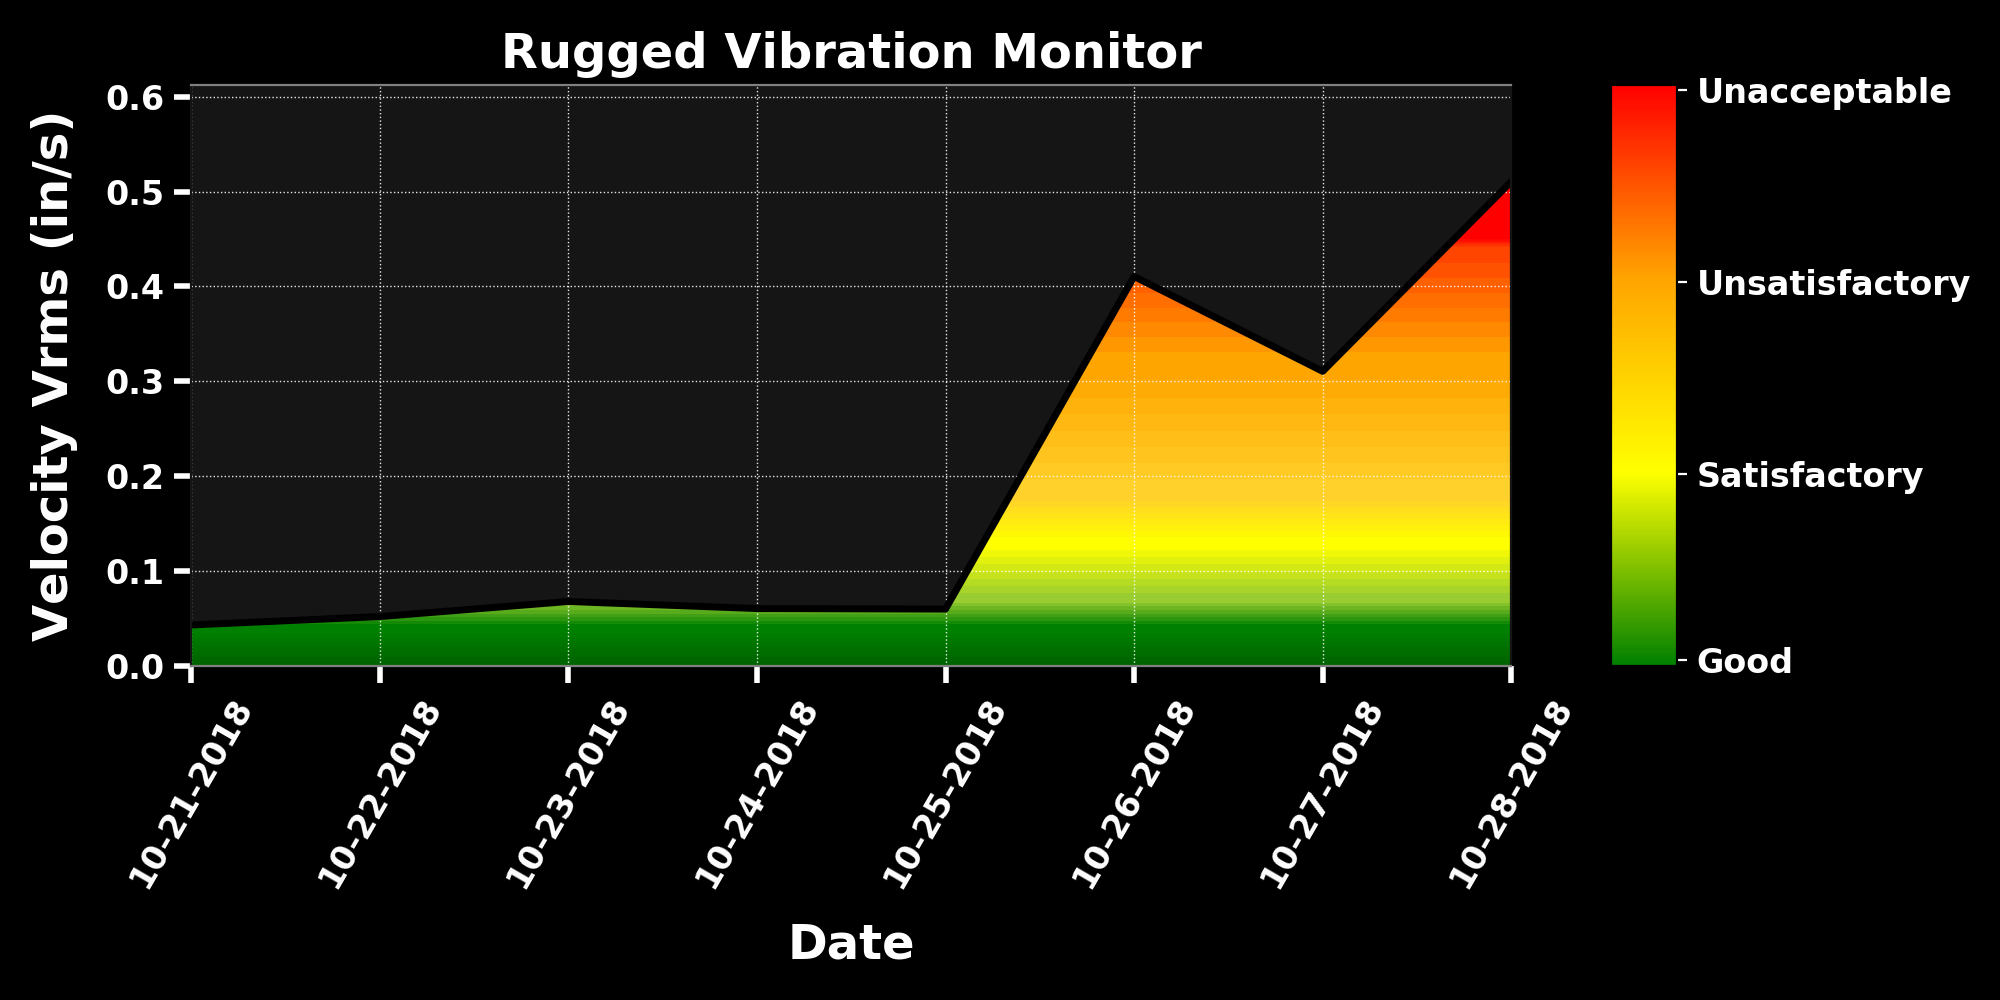 Rugged Vibration Monitor
Velocity Vrms (in/s)
0.6
0.5
0.4
0.3
0.2
0.1
0.0
10-21-2018
10-22-2018
10-23-2018
10-24-2018
10-25-2018
10-26-2018
10-27-2018
10-28-2018
Date
Unacceptable
Unsatisfactory
Satisfactory
Good